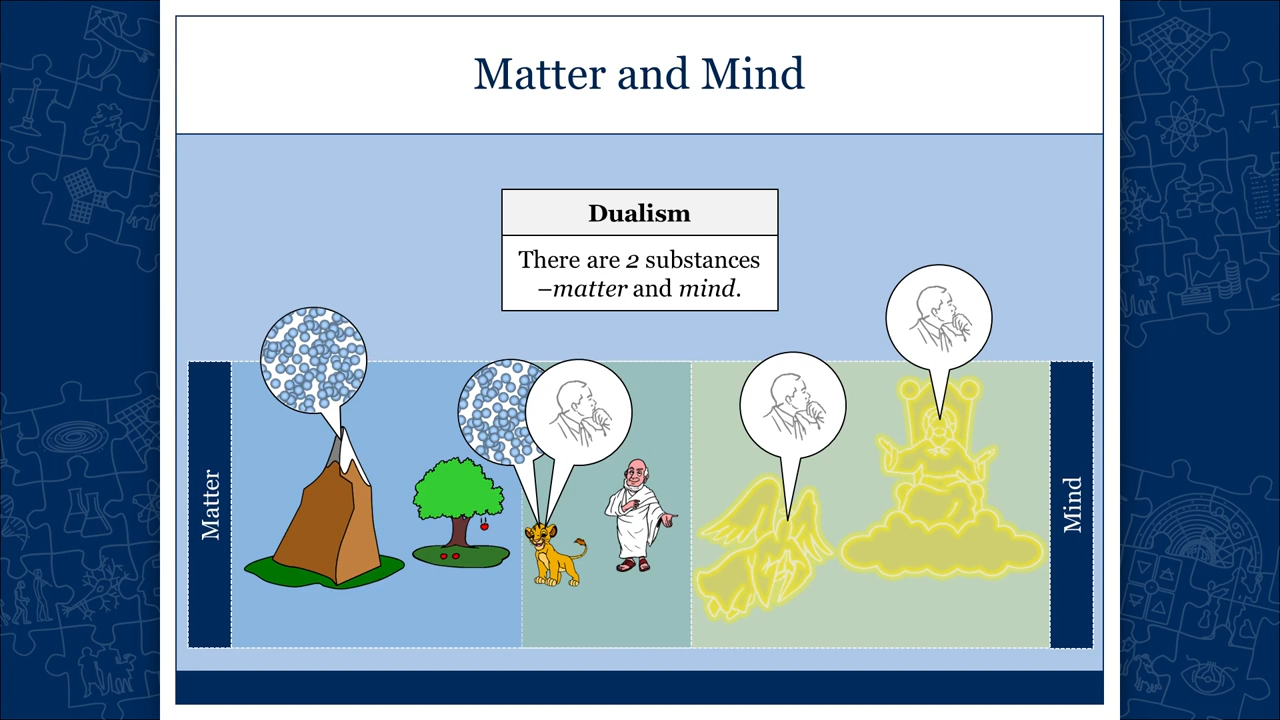 Matter and Mind
Dualism
There are 2 substances
–matter and mind.
Matter
Mind